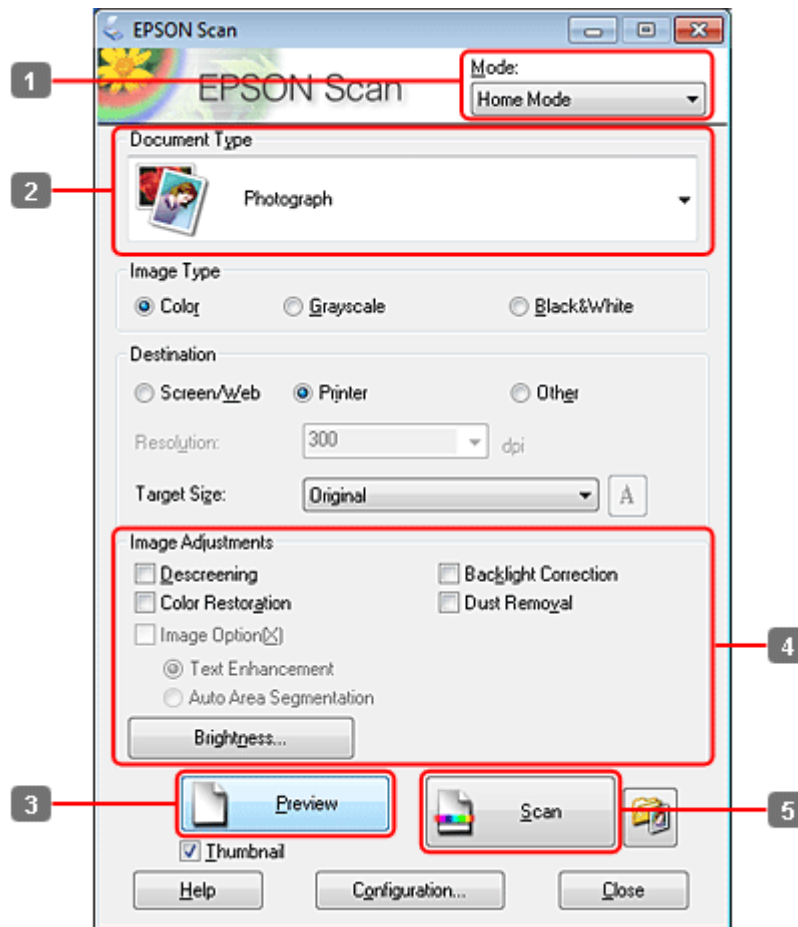 EPSON Scan
EPSON Scan
Mode:
1
Home Mode
Document Type
2
Photograph
Image Type
Color Grayscale Black&White
Destination
Screen/Web Printer Other
Resolution: 300 dpi
Target Size: Original A
Image Adjustments
Descreening Backlight Correction
Color Restoration Dust Removal
Image Option(X)
4
Text Enhancement
Auto Area Segmentation
Brightness...
3 Preview Scan 5
Thumbnail
Help Configuration... Close